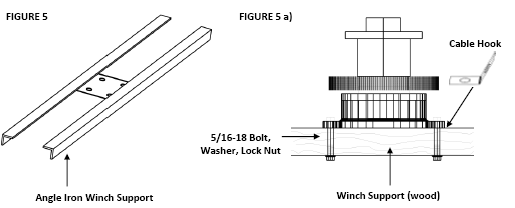 FIGURE 5
FIGURE 5 a)
Cable Hook
5/16-18 Bolt,
Washer, Lock Nut
Angle Iron Winch Support
Winch Support (wood)